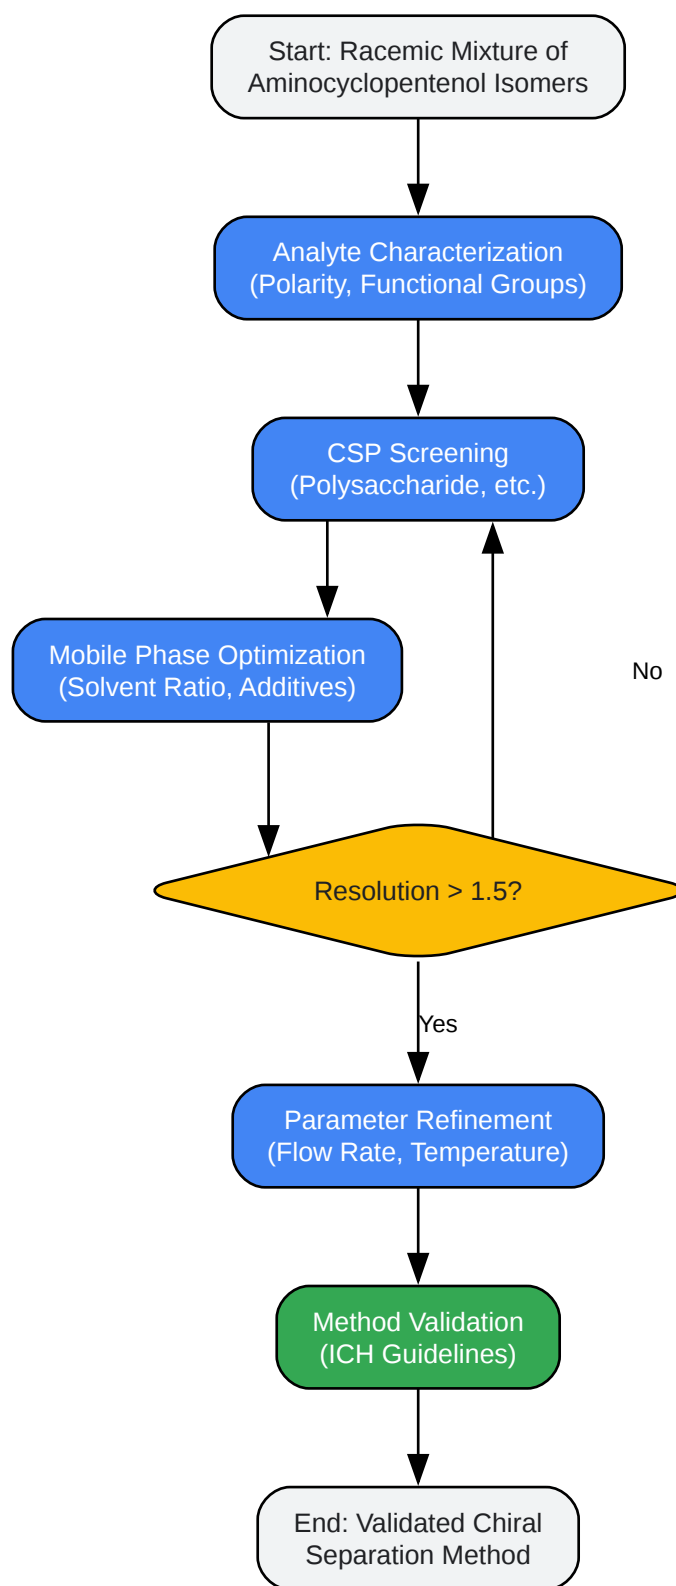 Start: Racemic Mixture of
Aminocyclopentenol Isomers
Analyte Characterization
(Polarity, Functional Groups)
CSP Screening
(Polysaccharide, etc.)
Mobile Phase Optimization
(Solvent Ratio, Additives)
No
Resolution > 1.5?
Yes
Parameter Refinement
(Flow Rate, Temperature)
Method Validation
(ICH Guidelines)
End: Validated Chiral
Separation Method